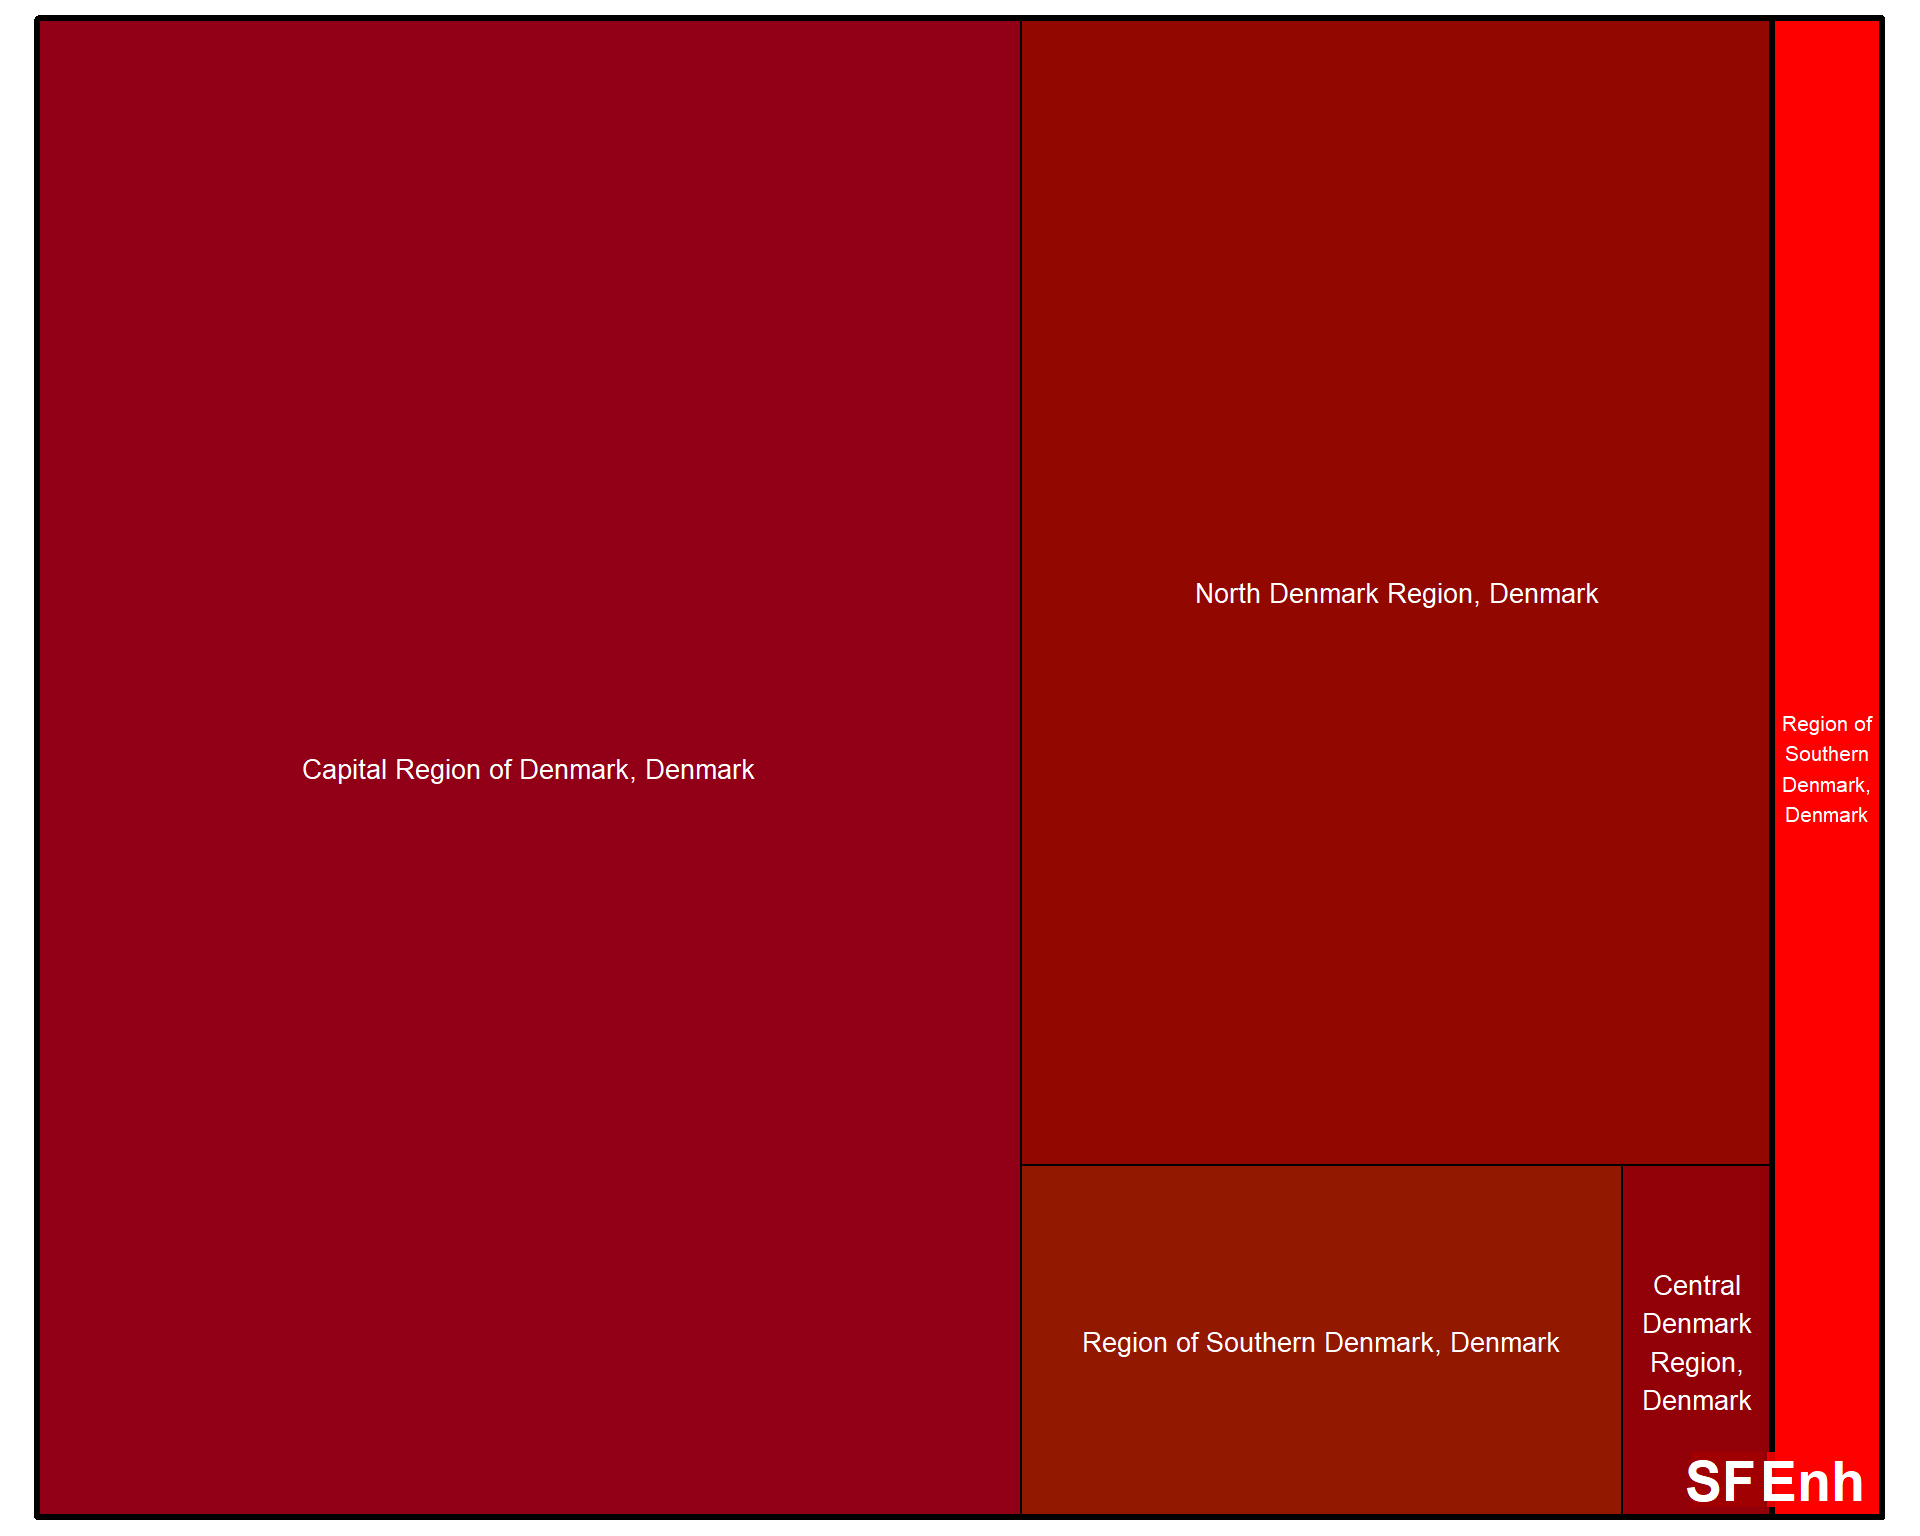 Capital Region of Denmark, Denmark
North Denmark Region, Denmark
Region of Southern Denmark, Denmark
Central
Denmark
Region,
Denmark
Region of
Southern
Denmark,
Denmark
SFEnh